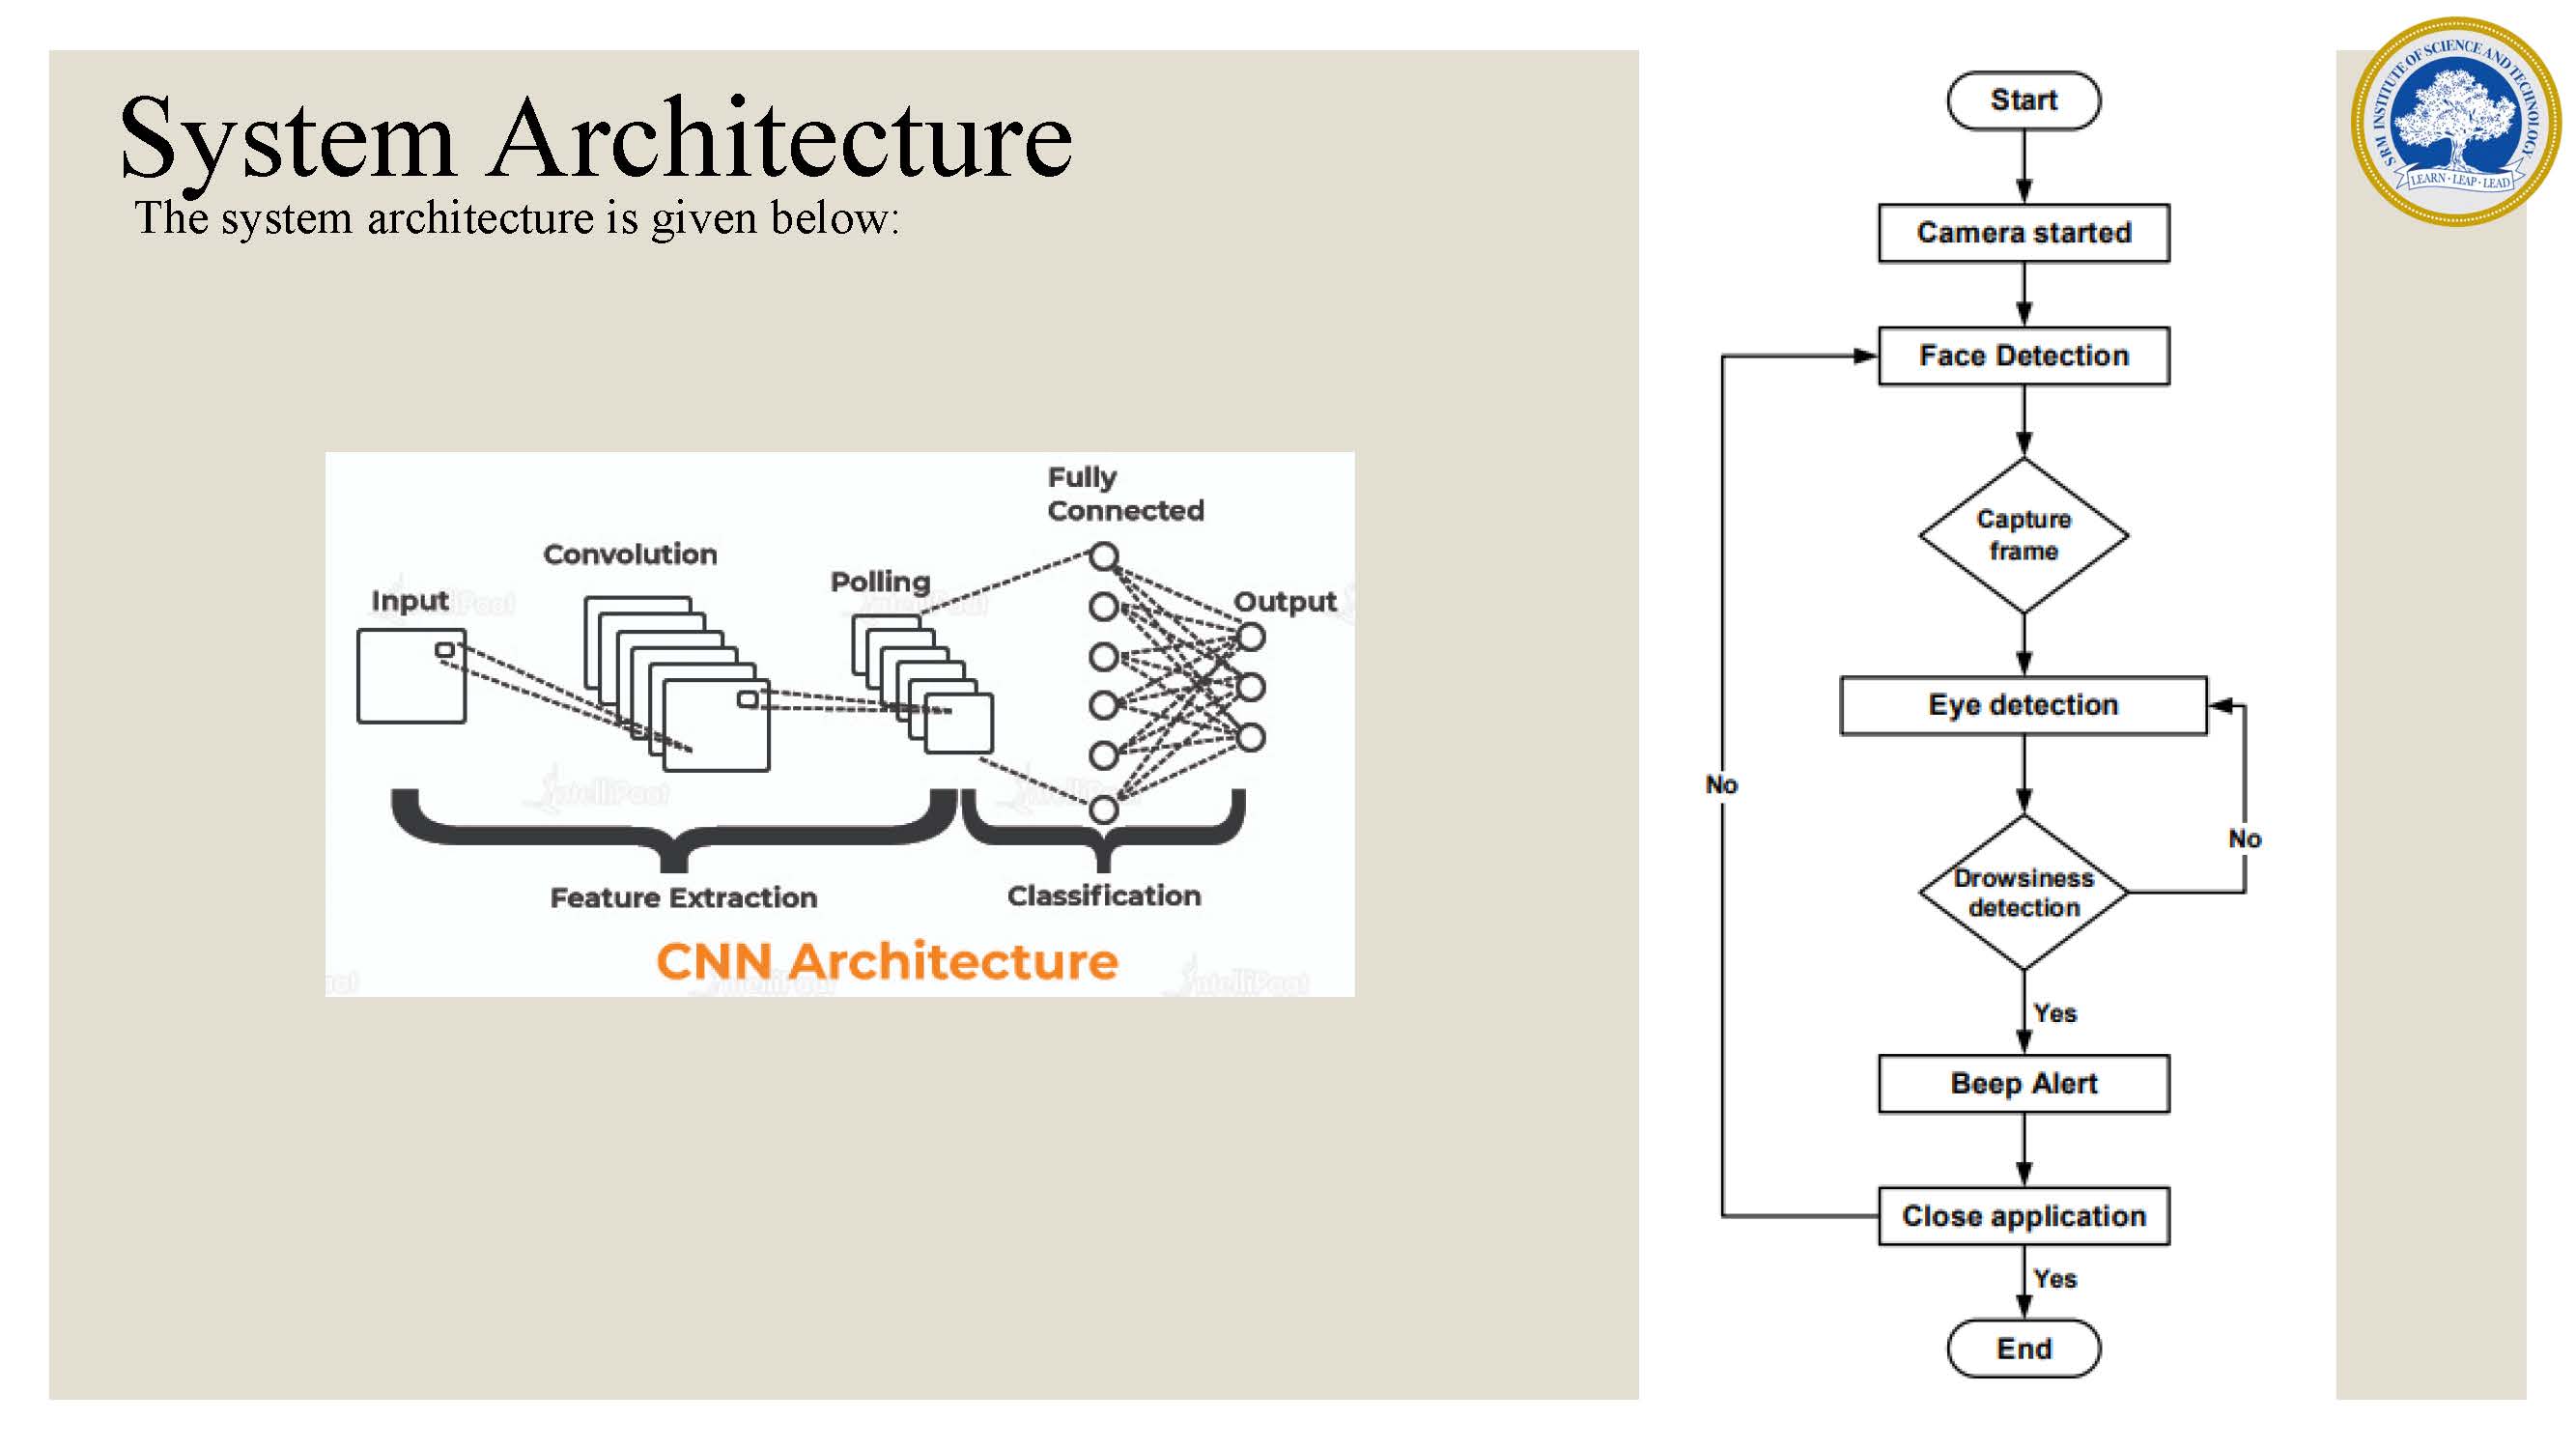 System Architecture
The system architecture is given below:
Fully
Connected
Convolution
Polling
Input
Output
Feature Extraction
Classification
CNN Architecture
Start
Camera started
Face Detection
Capture
frame
Eye detection
No
No
Drowsiness
detection
Yes
Beep Alert
Close application
Yes
End
SRM INSTITUTE OF SCIENCE AND TECHNOLOGY
LEARN · LEAP · LEAD